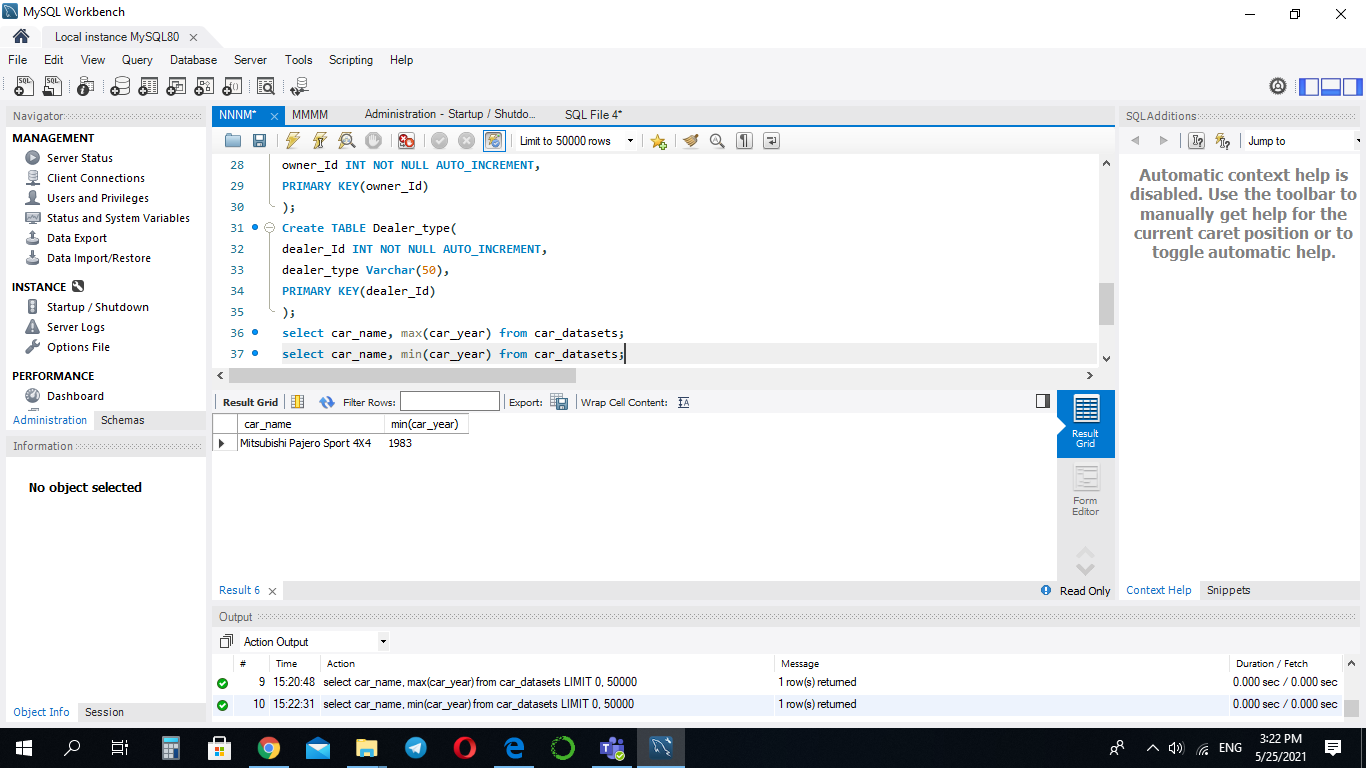 MySQL Workbench
Local instance MySQL80
File Edit View Query Database Server Tools Scripting Help
Navigator
MANAGEMENT
Server Status
Client Connections
Users and Privileges
Status and System Variables
Data Export
Data Import/Restore
INSTANCE
Startup / Shutdown
Server Logs
Options File
PERFORMANCE
Dashboard
Administration Schemas
Information
No object selected
Object Info Session
NNNM* MMMM Administration - Startup / Shutdo... SQL File 4*
Limit to 50000 rows
28 owner_Id INT NOT NULL AUTO_INCREMENT,
29 PRIMARY KEY(owner_Id)
30 );
31 Create TABLE Dealer_type(
32 dealer_Id INT NOT NULL AUTO_INCREMENT,
33 dealer_type Varchar(50),
34 PRIMARY KEY(dealer_Id)
35 );
36 select car_name, max(car_year) from car_datasets;
37 select car_name, min(car_year) from car_datasets;
Result Grid Filter Rows: Export: Wrap Cell Content:
car_name min(car_year)
Mitsubishi Pajero Sport 4X4 1983
Result
Grid
Form
Editor
Result 6 Read Only
SQLAdditions
Jump to
Automatic context help is
disabled. Use the toolbar to
manually get help for the
current caret position or to
toggle automatic help.
Context Help Snippets
Output
Action Output
# Time Action Message Duration / Fetch
9 15:20:48 select car_name, max(car_year) from car_datasets LIMIT 0, 50000 1 row(s) returned 0.000 sec / 0.000 sec
10 15:22:31 select car_name, min(car_year) from car_datasets LIMIT 0, 50000 1 row(s) returned 0.000 sec / 0.000 sec
ENG
3:22 PM
5/25/2021